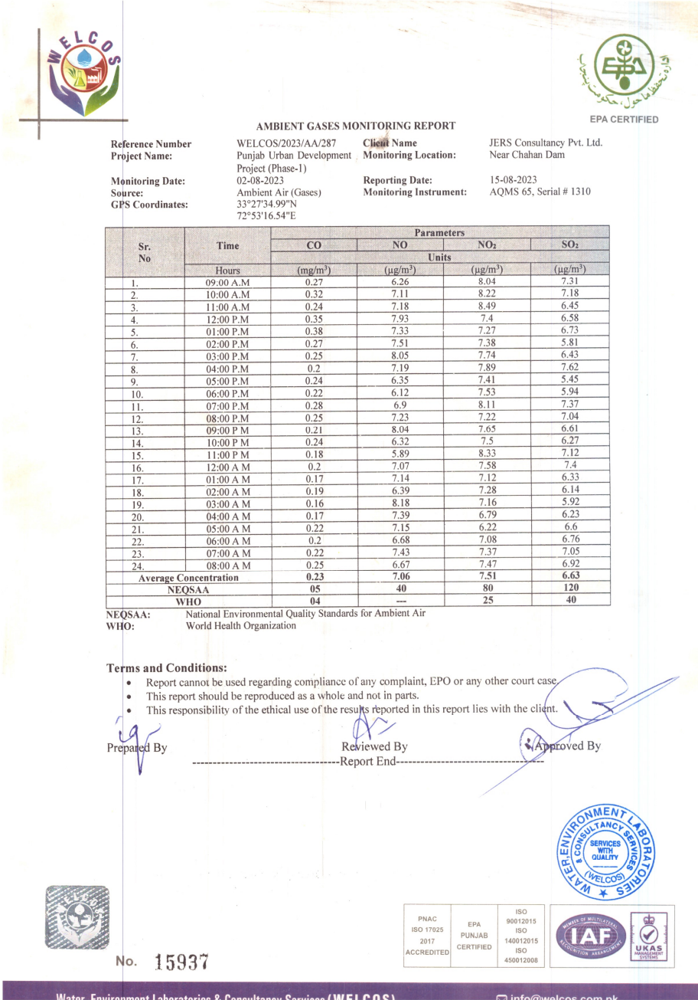 WELCOS
EPA
ادارہ تحفظ ماحول، حکومت پنجاب
EPA CERTIFIED
AMBIENT GASES MONITORING REPORT
Reference Number WELCOS/2023/AA/287 Client Name JERS Consultancy Pvt. Ltd.
Project Name: Punjab Urban Development Monitoring Location: Near Chahan Dam
Project (Phase-1)
Monitoring Date: 02-08-2023 Reporting Date: 15-08-2023
Source: Ambient Air (Gases) Monitoring Instrument: AQMS 65, Serial # 1310
GPS Coordinates: 33°27'34.99"N
72°53'16.54"E
Parameters
Sr. No Time CO NO NO₂ SO₂
Units
Hours (mg/m³) (µg/m³) (µg/m³) (µg/m³)
1. 09:00 A.M 0.27 6.26 8.04 7.31
2. 10:00 A.M 0.32 7.11 8.22 7.18
3. 11:00 A.M 0.24 7.18 8.49 6.45
4. 12:00 P.M 0.35 7.93 7.4 6.58
5. 01:00 P.M 0.38 7.33 7.27 6.73
6. 02:00 P.M 0.27 7.51 7.38 5.81
7. 03:00 P.M 0.25 8.05 7.74 6.43
8. 04:00 P.M 0.2 7.19 7.89 7.62
9. 05:00 P.M 0.24 6.35 7.41 5.45
10. 06:00 P.M 0.22 6.12 7.53 5.94
11. 07:00 P.M 0.28 6.9 8.11 7.37
12. 08:00 P.M 0.25 7.23 7.22 7.04
13. 09:00 P M 0.21 8.04 7.65 6.61
14. 10:00 P M 0.24 6.32 7.5 6.27
15. 11:00 P M 0.18 5.89 8.33 7.12
16. 12:00 A M 0.2 7.07 7.58 7.4
17. 01:00 A M 0.17 7.14 7.12 6.33
18. 02:00 A M 0.19 6.39 7.28 6.14
19. 03:00 A M 0.16 8.18 7.16 5.92
20. 04:00 A M 0.17 7.39 6.79 6.23
21. 05:00 A M 0.22 7.15 6.22 6.6
22. 06:00 A M 0.2 6.68 7.08 6.76
23. 07:00 A M 0.22 7.43 7.37 7.05
24. 08:00 A M 0.25 6.67 7.47 6.92
Average Concentration 0.23 7.06 7.51 6.63
NEQSAA 05 40 80 120
WHO 04 --- 25 40
NEQSAA: National Environmental Quality Standards for Ambient Air
WHO: World Health Organization
Terms and Conditions:
• Report cannot be used regarding compliance of any complaint, EPO or any other court case.
• This report should be reproduced as a whole and not in parts.
• This responsibility of the ethical use of the results reported in this report lies with the client.
Prepared By Reviewed By Approved By
-----------------------------------Report End-----------------------------------
WATER, ENVIRONMENT LABORATORIES
& CONSULTANCY SERVICES
SERVICES
WITH
QUALITY
(WELCOS)
WELCOS
No. 15937
PNAC
ISO 17025
2017
ACCREDITED
EPA
PUNJAB
CERTIFIED
ISO
90012015
ISO
140012015
ISO
450012008
MEMBER OF MULTILATERAL
IAF
RECOGNITION ARRANGEMENT
UKAS
MANAGEMENT
SYSTEMS
Water, Environment Laboratories & Consultancy Services (WELCOS) info@welcos.com.pk